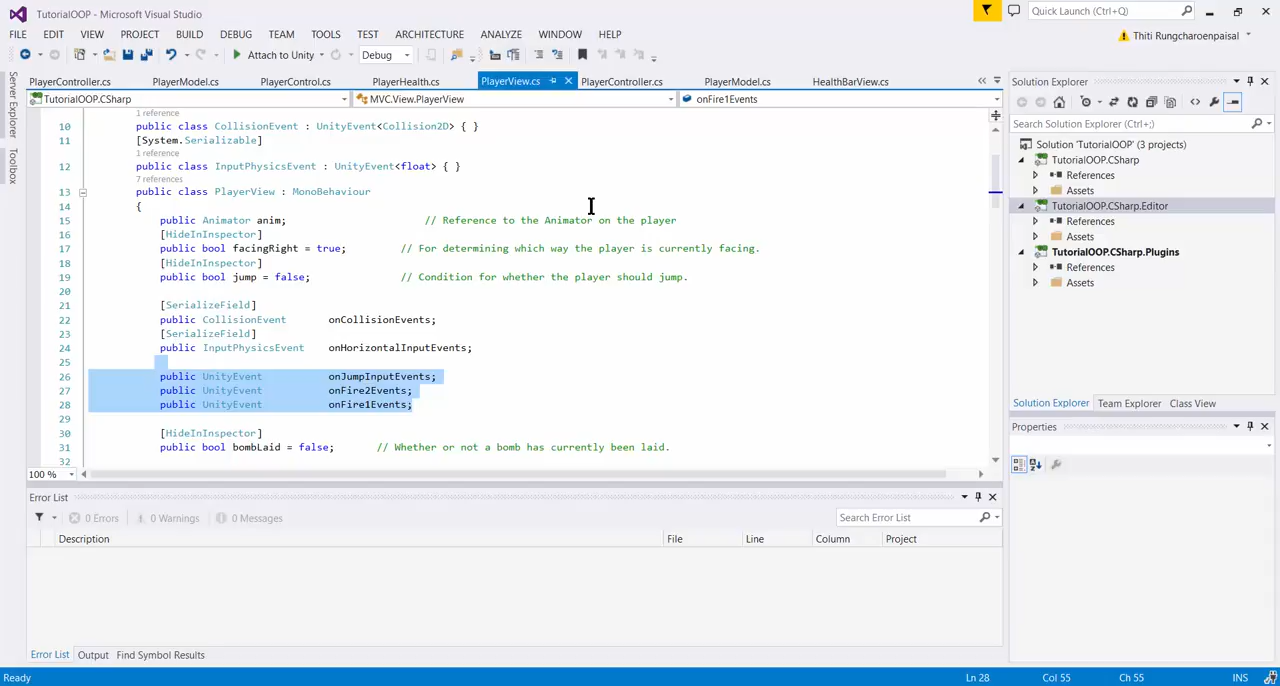 TutorialOOP - Microsoft Visual Studio
Quick Launch (Ctrl+Q)
FILE EDIT VIEW PROJECT BUILD DEBUG TEAM TOOLS TEST ARCHITECTURE ANALYZE WINDOW HELP
Thiti Rungcharoenpaisal
Attach to Unity Debug
Server Explorer
Toolbox
PlayerController.cs PlayerModel.cs PlayerControl.cs PlayerHealth.cs PlayerView.cs PlayerController.cs PlayerModel.cs HealthBarView.cs
TutorialOOP.CSharp MVC.View.PlayerView onFire1Events
1 reference
10 public class CollisionEvent : UnityEvent<Collision2D> { }
11 [System.Serializable]
1 reference
12 public class InputPhysicsEvent : UnityEvent<float> { }
7 references
13 public class PlayerView : MonoBehaviour
14 {
15 public Animator anim; // Reference to the Animator on the player
16 [HideInInspector]
17 public bool facingRight = true; // For determining which way the player is currently facing.
18 [HideInInspector]
19 public bool jump = false; // Condition for whether the player should jump.
20
21 [SerializeField]
22 public CollisionEvent onCollisionEvents;
23 [SerializeField]
24 public InputPhysicsEvent onHorizontalInputEvents;
25
26 public UnityEvent onJumpInputEvents;
27 public UnityEvent onFire2Events;
28 public UnityEvent onFire1Events;
29
30 [HideInInspector]
31 public bool bombLaid = false; // Whether or not a bomb has currently been laid.
32
100 %
Solution Explorer
Search Solution Explorer (Ctrl+;)
Solution 'TutorialOOP' (3 projects)
TutorialOOP.CSharp
References
Assets
TutorialOOP.CSharp.Editor
References
Assets
TutorialOOP.CSharp.Plugins
References
Assets
Solution Explorer Team Explorer Class View
Properties
Error List
0 Errors 0 Warnings 0 Messages
Search Error List
Description File Line Column Project
Error List Output Find Symbol Results
Ready Ln 28 Col 55 Ch 55 INS